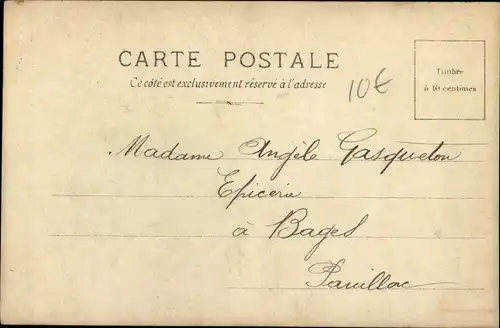 CARTE POSTALE
Ce côté est exclusivement réservé à l'adresse
10€
Timbre
à 10 centimes
Madame Angèle Gasqueton
Epicerie
à Bages
Pauillac